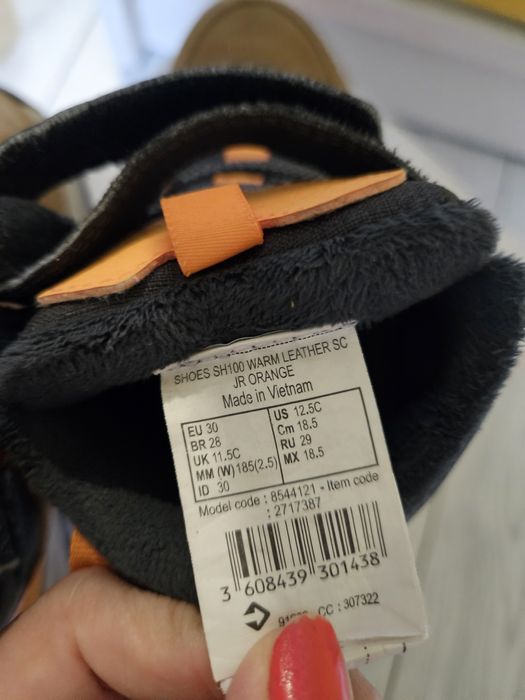 SHOES SH100 WARM LEATHER SC
JR ORANGE
Made in Vietnam
EU 30
BR 28
UK 11.5C
MM (W)185(2.5)
ID 30
US 12.5C
Cm 18.5
RU 29
MX 18.5
Model code : 8544121 - Item code
: 2717387
3 608439 301438
CC : 307322